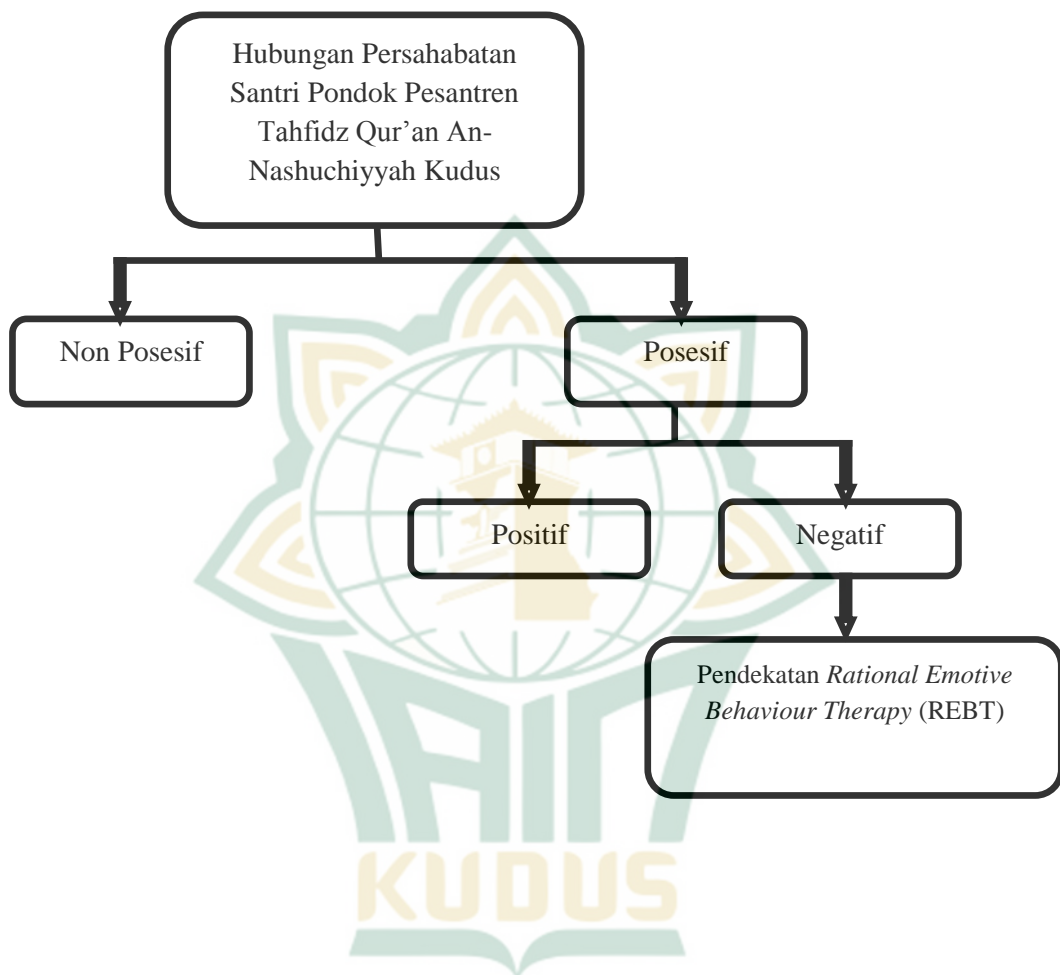 Hubungan Persahabatan
Santri Pondok Pesantren
Tahfidz Qur’an An-
Nashuchiyyah Kudus
Non Posesif
Posesif
Positif
Negatif
Pendekatan Rational Emotive
Behaviour Therapy (REBT)
IAIN
KUDUS